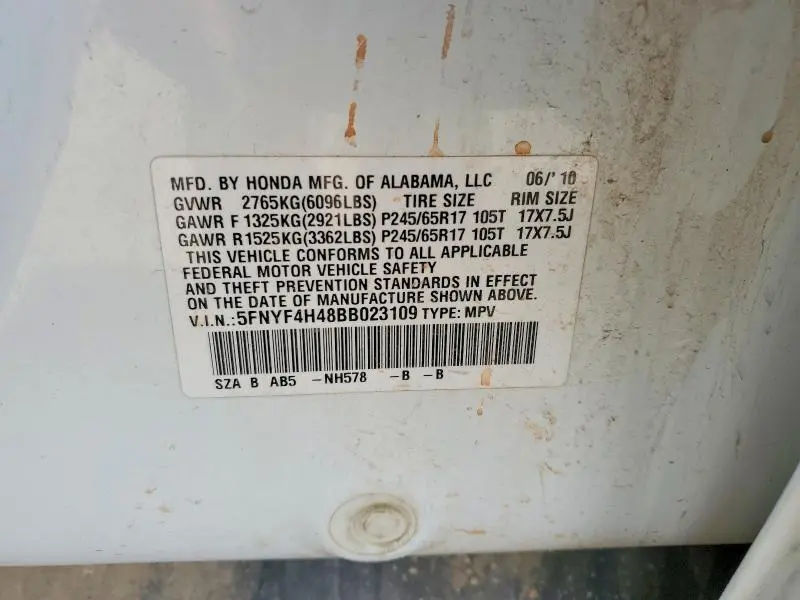 MFD. BY HONDA MFG. OF ALABAMA, LLC 06/'10
GVWR 2765KG(6096LBS) TIRE SIZE RIM SIZE
GAWR F 1325KG(2921LBS) P245/65R17 105T 17X7.5J
GAWR R 1525KG(3362LBS) P245/65R17 105T 17X7.5J
THIS VEHICLE CONFORMS TO ALL APPLICABLE
FEDERAL MOTOR VEHICLE SAFETY
AND THEFT PREVENTION STANDARDS IN EFFECT
ON THE DATE OF MANUFACTURE SHOWN ABOVE.
V.I.N.:5FNYF4H48BB023109 TYPE: MPV
SZA B AB5 -NH578 -B -B